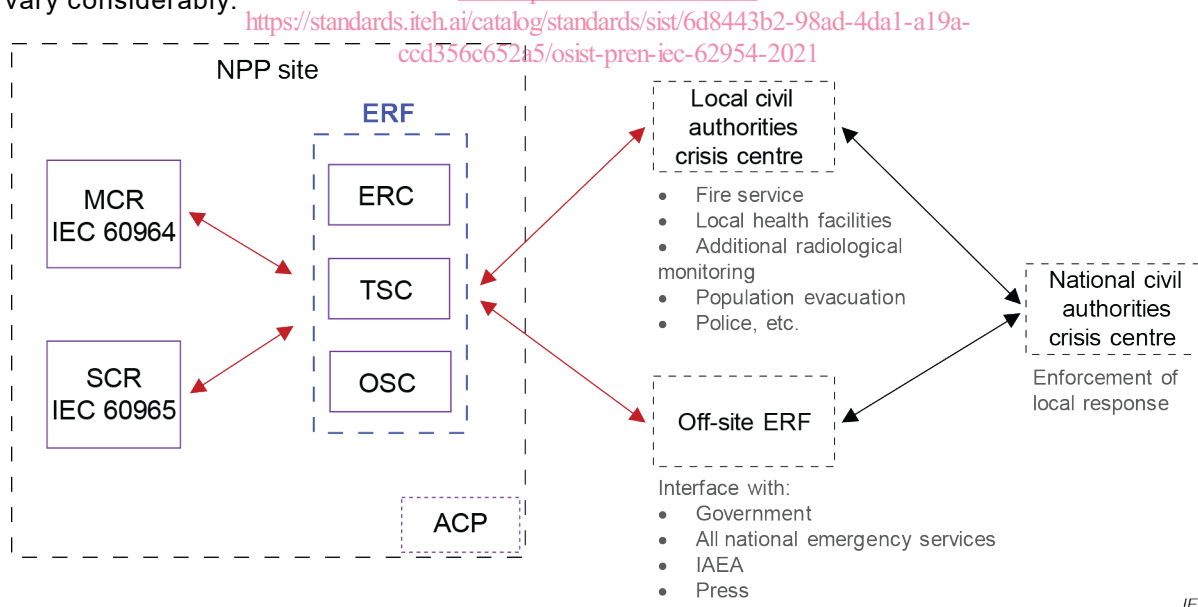 vary considerably.
https://standards.iteh.ai/catalog/standards/sist/6d8443b2-98ad-4da1-a19a-
ccd356c652a5/osist-pren-iec-62954-2021
NPP site
ERF
MCR
IEC 60964
SCR
IEC 60965
ERC
TSC
OSC
ACP
Local civil
authorities
crisis centre
• Fire service
• Local health facilities
• Additional radiological
monitoring
• Population evacuation
• Police, etc.
Off-site ERF
Interface with:
• Government
• All national emergency services
• IAEA
• Press
National civil
authorities
crisis centre
Enforcement of
local response